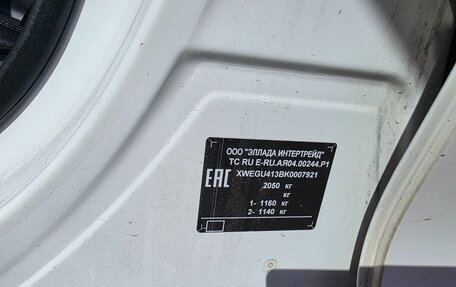 ООО "ЭЛЛАДА ИНТЕРТРЕЙД"
ТС RU E-RU.АЯ04.00244.Р1
XWEGU413BK0007921
EAC
2050 кг
кг
1- 1160 кг
2- 1140 кг